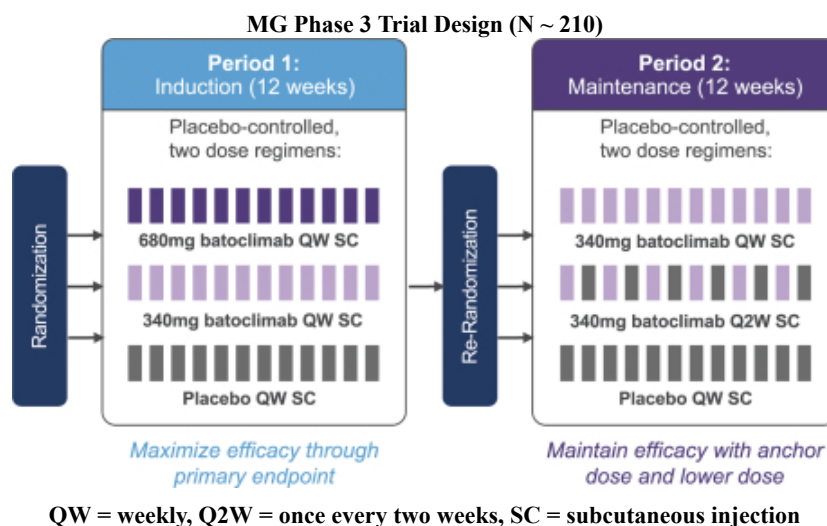 MG Phase 3 Trial Design (N ~ 210)
Randomization
Period 1:
Induction (12 weeks)
Placebo-controlled,
two dose regimens:
680mg batoclimab QW SC
340mg batoclimab QW SC
Placebo QW SC
Maximize efficacy through
primary endpoint
Re-Randomization
Period 2:
Maintenance (12 weeks)
Placebo-controlled,
two dose regimens:
340mg batoclimab QW SC
340mg batoclimab Q2W SC
Placebo QW SC
Maintain efficacy with anchor
dose and lower dose
QW = weekly, Q2W = once every two weeks, SC = subcutaneous injection